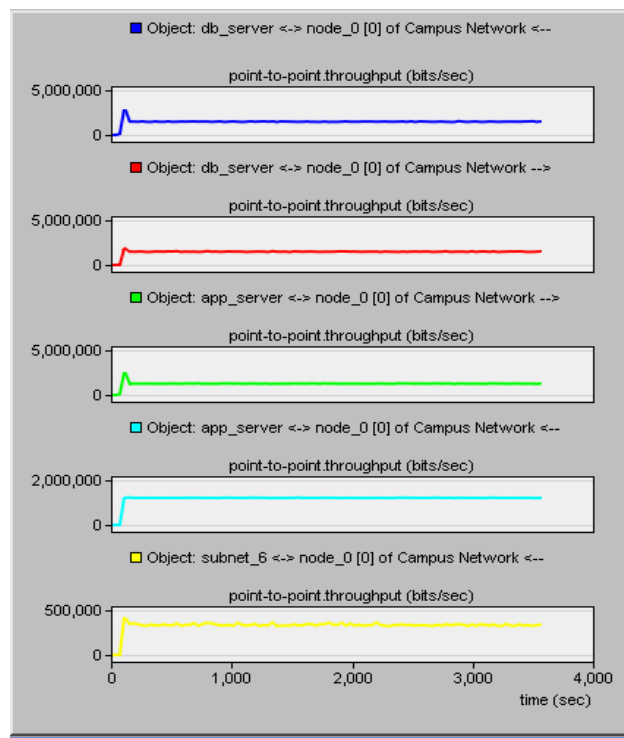 Object: db_server <-> node_0 [0] of Campus Network <--
point-to-point.throughput (bits/sec)
5,000,000
0
Object: db_server <-> node_0 [0] of Campus Network -->
point-to-point.throughput (bits/sec)
5,000,000
0
Object: app_server <-> node_0 [0] of Campus Network -->
point-to-point.throughput (bits/sec)
5,000,000
0
Object: app_server <-> node_0 [0] of Campus Network <--
point-to-point.throughput (bits/sec)
2,000,000
0
Object: subnet_6 <-> node_0 [0] of Campus Network <--
point-to-point.throughput (bits/sec)
500,000
0
0 1,000 2,000 3,000 4,000
time (sec)